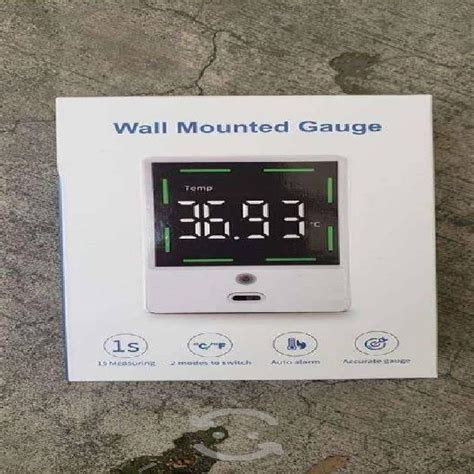 Wall Mounted Gauge
Temp
36.93 °C
1s °C/°F
1s Measuring 2 modes to switch Auto alarm Accurate gauge